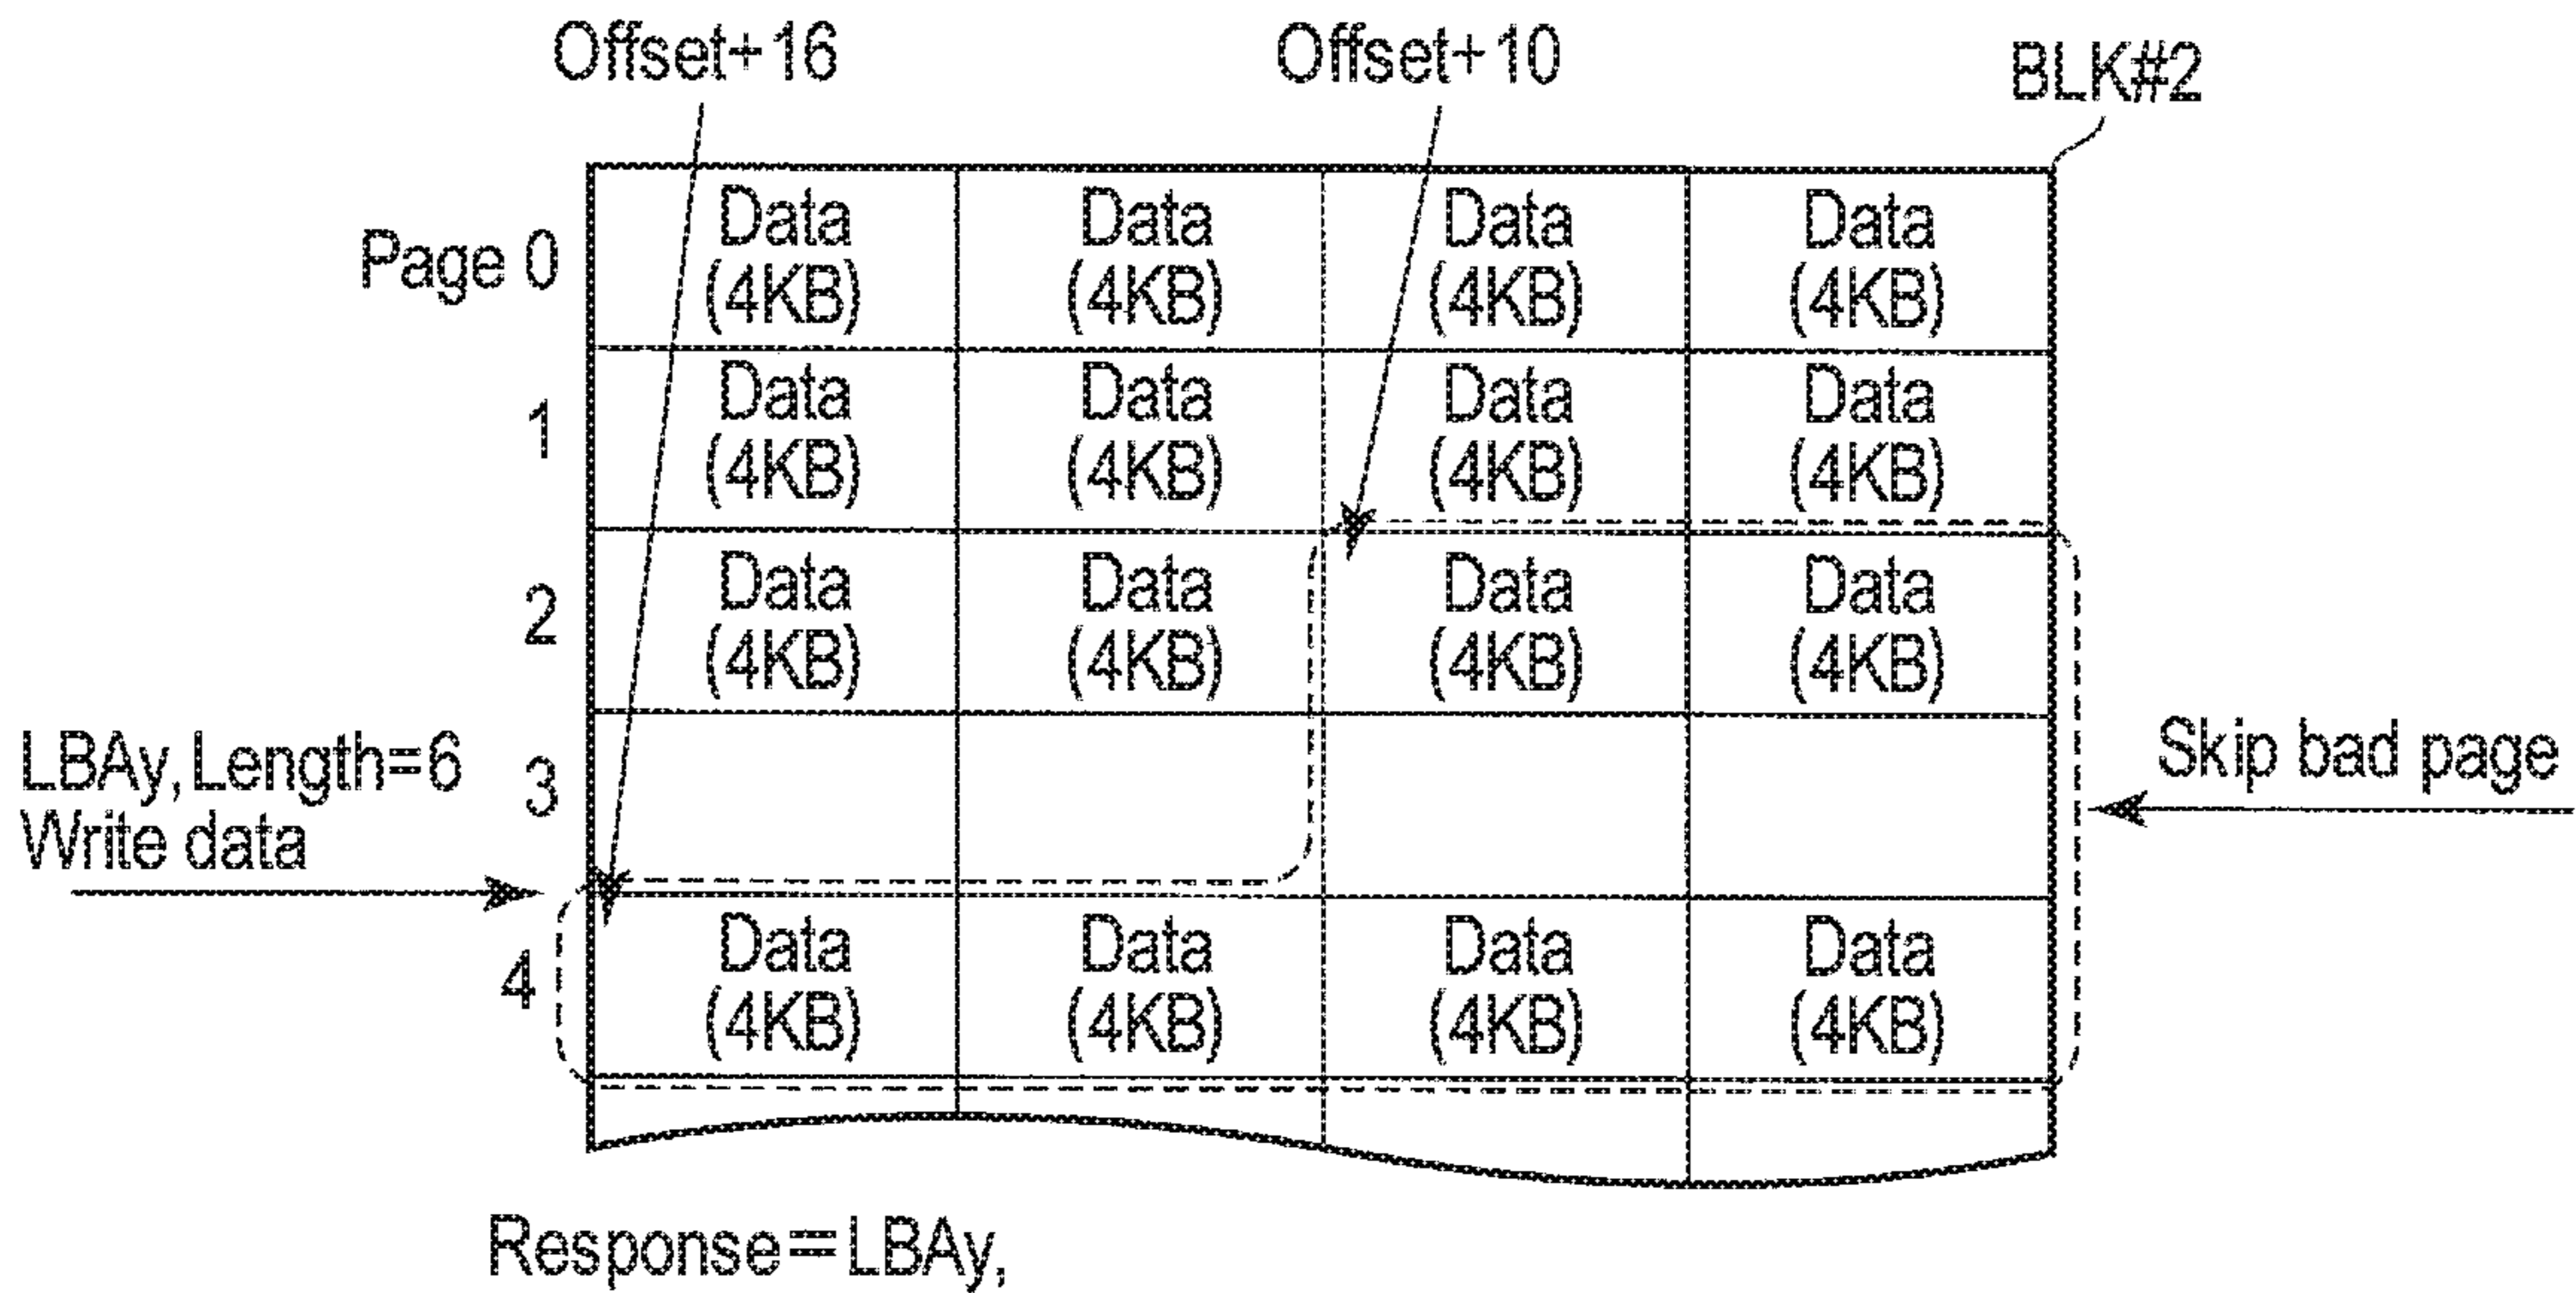 Offset+16 Offset+10 BLK#2
Page 0 Data Data Data Data
(4KB) (4KB) (4KB) (4KB)
1 Data Data Data Data
(4KB) (4KB) (4KB) (4KB)
2 Data Data Data Data
(4KB) (4KB) (4KB) (4KB)
LBAy, Length=6 3 Skip bad page
Write data
4 Data Data Data Data
(4KB) (4KB) (4KB) (4KB)
Response=LBAy,